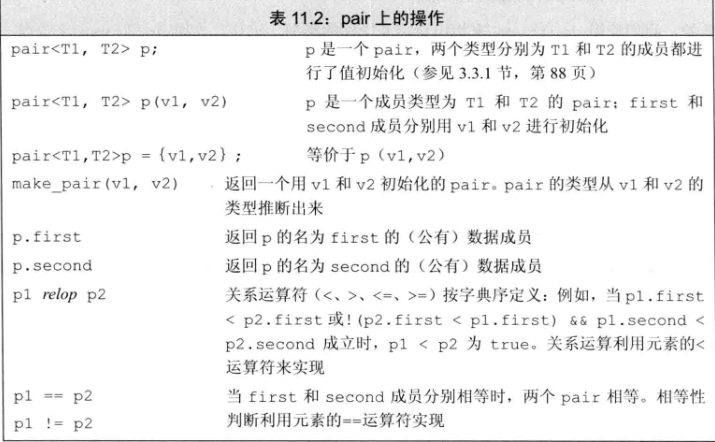 表 11.2：pair 上的操作
pair<T1, T2> p; p 是一个 pair，两个类型分别为 T1 和 T2 的成员都进
行了值初始化（参见 3.3.1 节，第 88 页）
pair<T1, T2> p(v1, v2) p 是一个成员类型为 T1 和 T2 的 pair；first 和
second 成员分别用 v1 和 v2 进行初始化
pair<T1,T2>p = {v1,v2}; 等价于 p（v1,v2）
make_pair(v1, v2) 返回一个用 v1 和 v2 初始化的 pair。pair 的类型从 v1 和 v2 的
类型推断出来
p.first 返回 p 的名为 first 的（公有）数据成员
p.second 返回 p 的名为 second 的（公有）数据成员
p1 relop p2 关系运算符（<、>、<=、>=）按字典序定义：例如，当 p1.first
< p2.first 或!(p2.first < p1.first) && p1.second <
p2.second 成立时，p1 < p2 为 true。关系运算利用元素的<
运算符来实现
p1 == p2 当 first 和 second 成员分别相等时，两个 pair 相等。相等性
p1 != p2 判断利用元素的==运算符实现